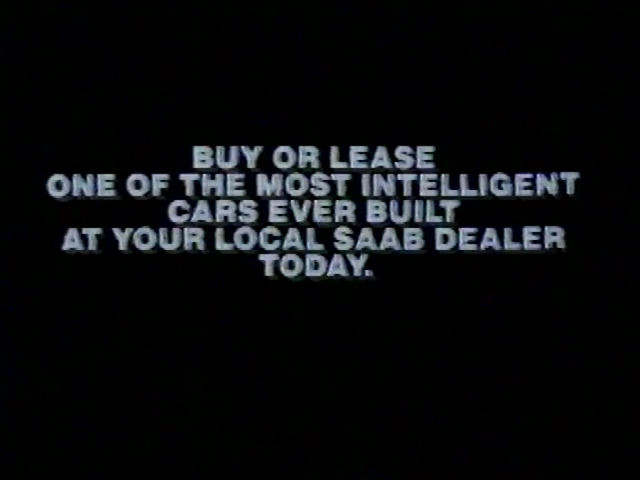 BUY OR LEASE
ONE OF THE MOST INTELLIGENT
CARS EVER BUILT
AT YOUR LOCAL SAAB DEALER
TODAY.